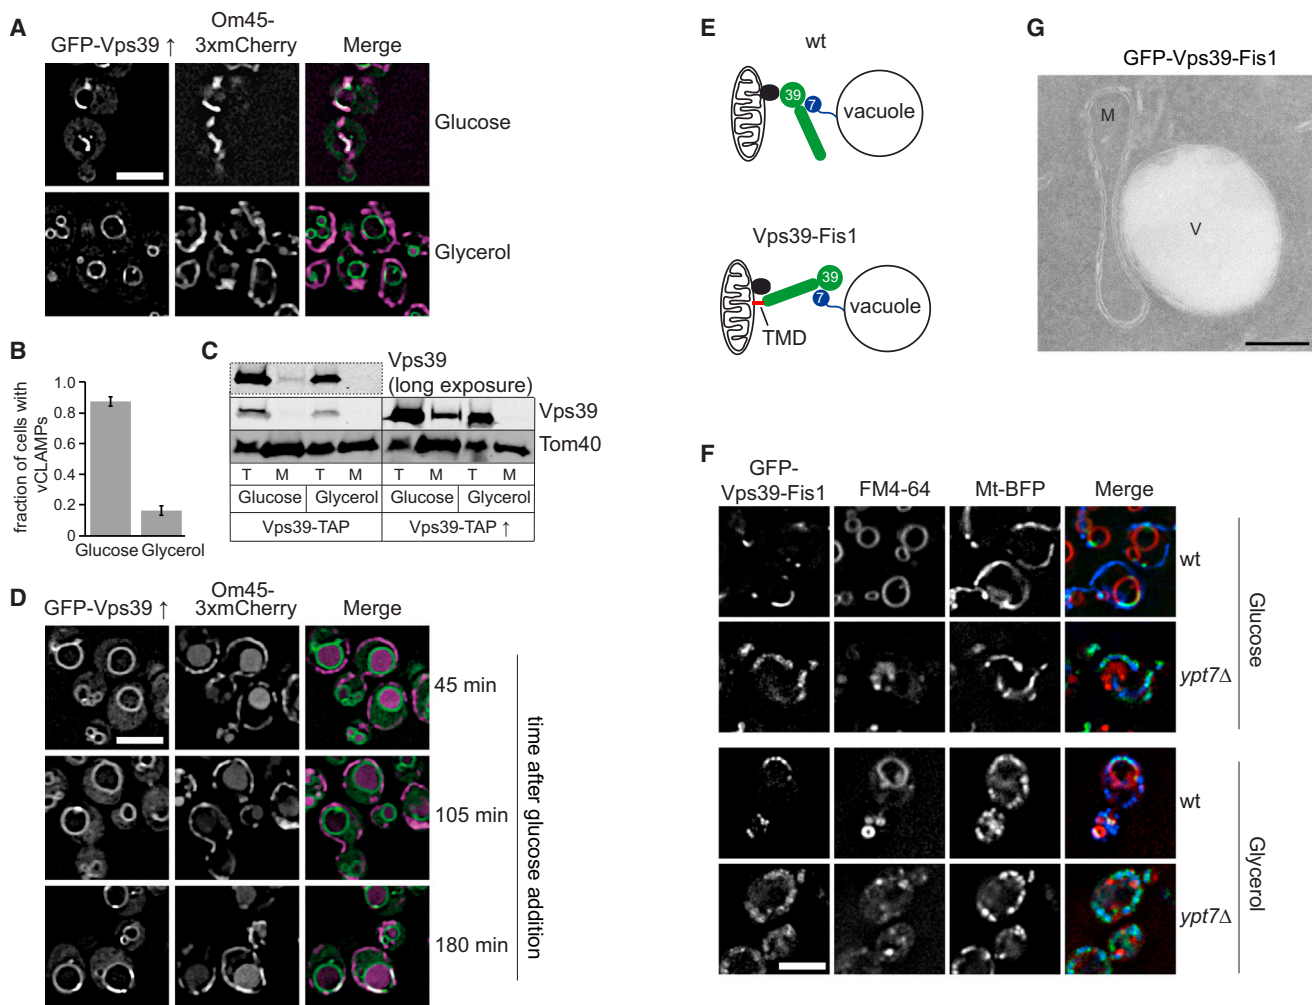 A
GFP-Vps39 ↑
Om45-
3xmCherry
Merge
Glucose
Glycerol
B
fraction of cells with
vCLAMPs
1.0
0.8
0.6
0.4
0.2
0
Glucose
Glycerol
C
Vps39
(long exposure)
Vps39
Tom40
T M T M T M T M
Glucose Glycerol Glucose Glycerol
Vps39-TAP Vps39-TAP ↑
D
GFP-Vps39 ↑
Om45-
3xmCherry
Merge
45 min
105 min
180 min
time after glucose addition
E
wt
39
7
vacuole
Vps39-Fis1
39
7
vacuole
TMD
F
GFP-
Vps39-Fis1
FM4-64
Mt-BFP
Merge
wt
ypt7Δ
Glucose
wt
ypt7Δ
Glycerol
G
GFP-Vps39-Fis1
M
V